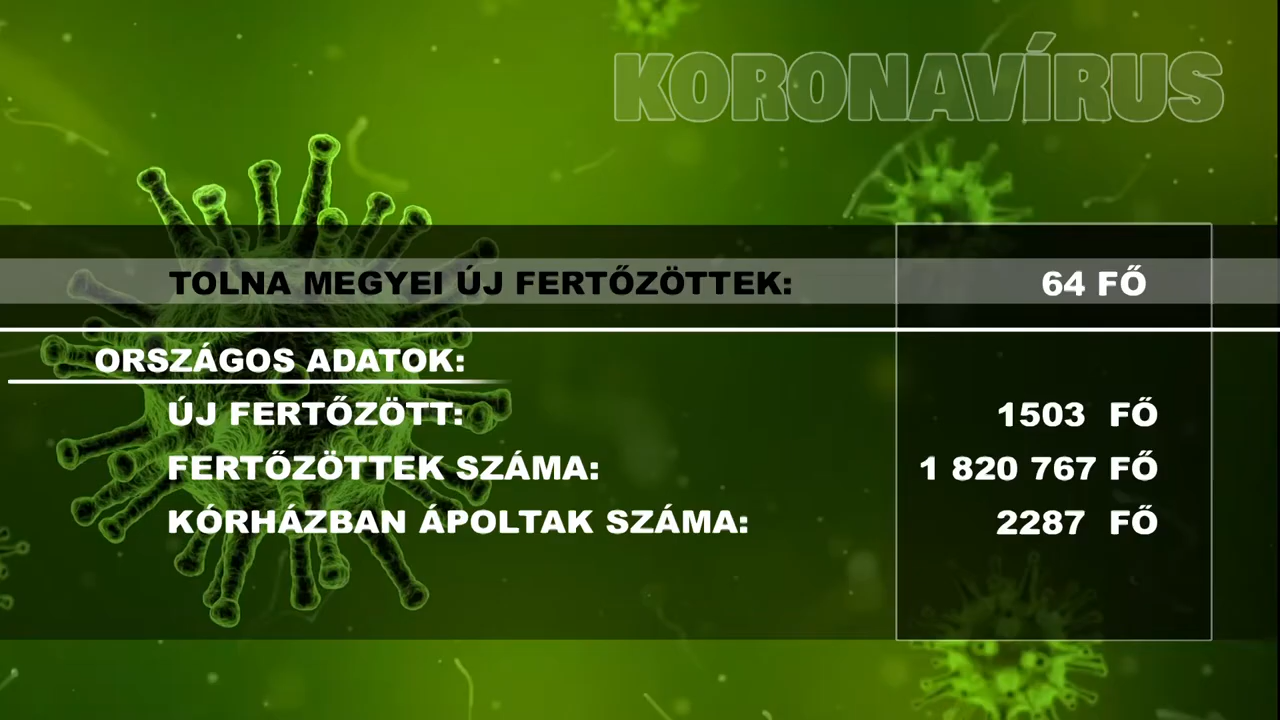 KORONAVÍRUS
TOLNA MEGYEI ÚJ FERTŐZÖTTEK: 64 FŐ
ORSZÁGOS ADATOK:
ÚJ FERTŐZÖTT: 1503 FŐ
FERTŐZÖTTEK SZÁMA: 1 820 767 FŐ
KÓRHÁZBAN ÁPOLTAK SZÁMA: 2287 FŐ